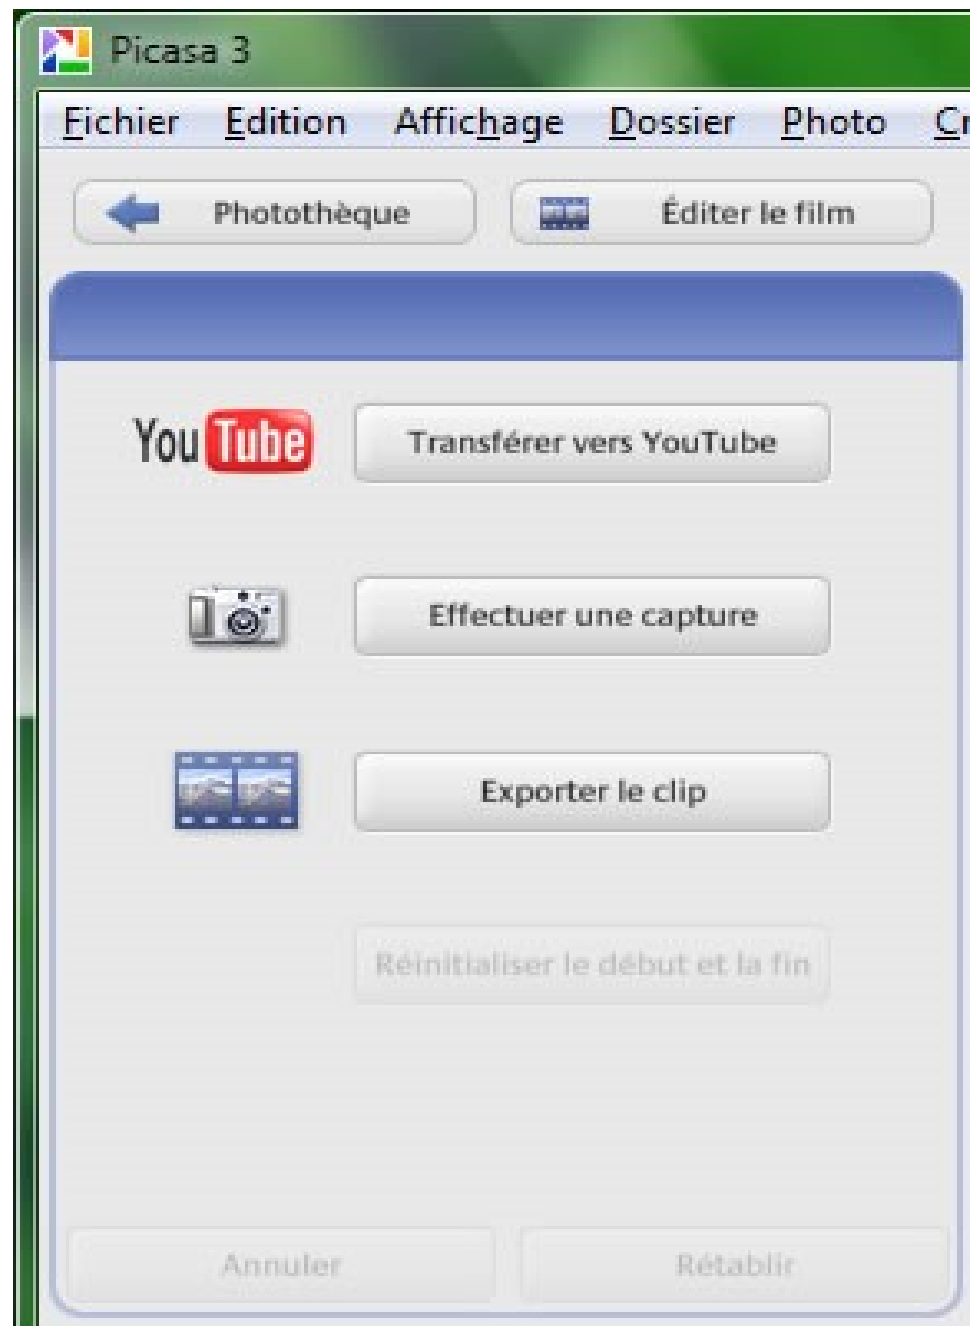 Picasa 3
Fichier Edition Affichage Dossier Photo Cr
Photothèque Éditer le film
YouTube Transférer vers YouTube
Effectuer une capture
Exporter le clip
Réinitialiser le début et la fin
Annuler Rétablir